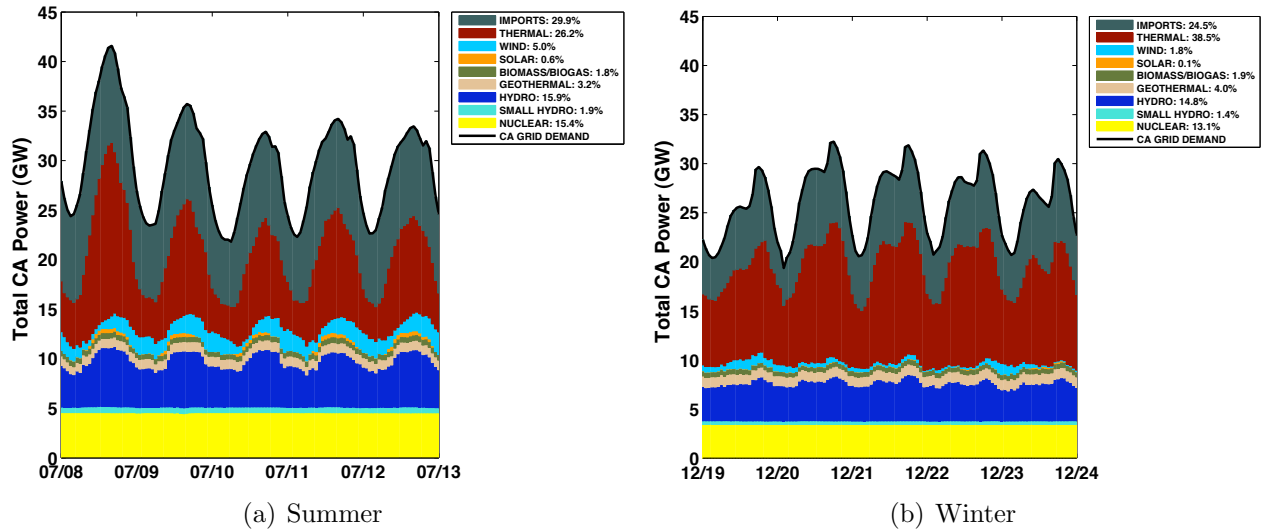 Total CA Power (GW)
45
40
35
30
25
20
15
10
5
0
07/08 07/09 07/10 07/11 07/12 07/13
IMPORTS: 29.9%
THERMAL: 26.2%
WIND: 5.0%
SOLAR: 0.6%
BIOMASS/BIOGAS: 1.8%
GEOTHERMAL: 3.2%
HYDRO: 15.9%
SMALL HYDRO: 1.9%
NUCLEAR: 15.4%
CA GRID DEMAND
(a) Summer
Total CA Power (GW)
45
40
35
30
25
20
15
10
5
0
12/19 12/20 12/21 12/22 12/23 12/24
IMPORTS: 24.5%
THERMAL: 38.5%
WIND: 1.8%
SOLAR: 0.1%
BIOMASS/BIOGAS: 1.9%
GEOTHERMAL: 4.0%
HYDRO: 14.8%
SMALL HYDRO: 1.4%
NUCLEAR: 13.1%
CA GRID DEMAND
(b) Winter